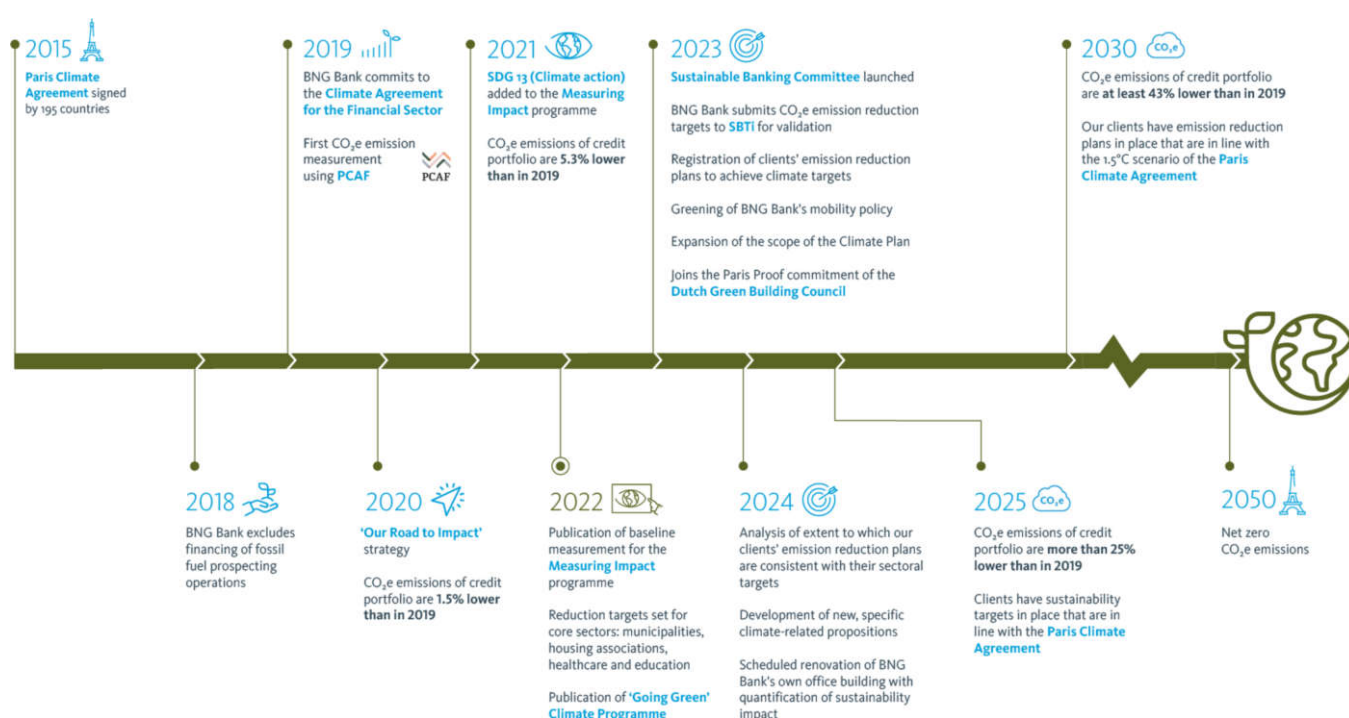 2015
Paris Climate
Agreement signed
by 195 countries
2019
BNG Bank commits to
the Climate Agreement
for the Financial Sector
First CO₂e emission
measurement
using PCAF
PCAF
2021
SDG 13 (Climate action)
added to the Measuring
Impact programme
CO₂e emissions of credit
portfolio are 5.3% lower
than in 2019
2023
Sustainable Banking Committee launched
BNG Bank submits CO₂e emission reduction
targets to SBTi for validation
Registration of clients' emission reduction
plans to achieve climate targets
Greening of BNG Bank's mobility policy
Expansion of the scope of the Climate Plan
Joins the Paris Proof commitment of the
Dutch Green Building Council
2030
CO₂e
CO₂e emissions of credit portfolio
are at least 43% lower than in 2019
Our clients have emission reduction
plans in place that are in line with
the 1.5°C scenario of the Paris
Climate Agreement
2018
BNG Bank excludes
financing of fossil
fuel prospecting
operations
2020
'Our Road to Impact'
strategy
CO₂e emissions of credit
portfolio are 1.5% lower
than in 2019
2022
Publication of baseline
measurement for the
Measuring Impact
programme
Reduction targets set for
core sectors: municipalities,
housing associations,
healthcare and education
Publication of 'Going Green'
Climate Programme
2024
Analysis of extent to which our
clients' emission reduction plans
are consistent with their sectoral
targets
Development of new, specific
climate-related propositions
Scheduled renovation of BNG
Bank's own office building with
quantification of sustainability
impact
2025
CO₂e
CO₂e emissions of credit
portfolio are more than 25%
lower than in 2019
Clients have sustainability
targets in place that are in
line with the Paris Climate
Agreement
2050
Net zero
CO₂e emissions